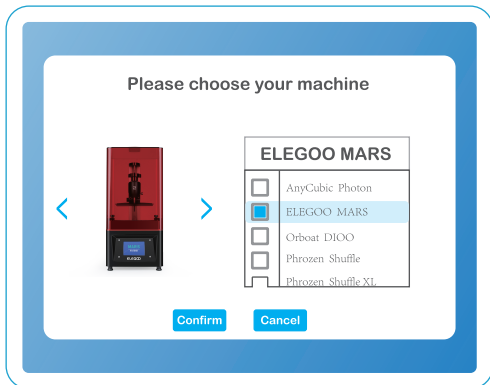 Please choose your machine
ELEGOO MARS
AnyCubic Photon
ELEGOO MARS
Orboat DIOO
Phrozen Shuffle
Phrozen Shuffle XL
ELEGOO
Confirm
Cancel